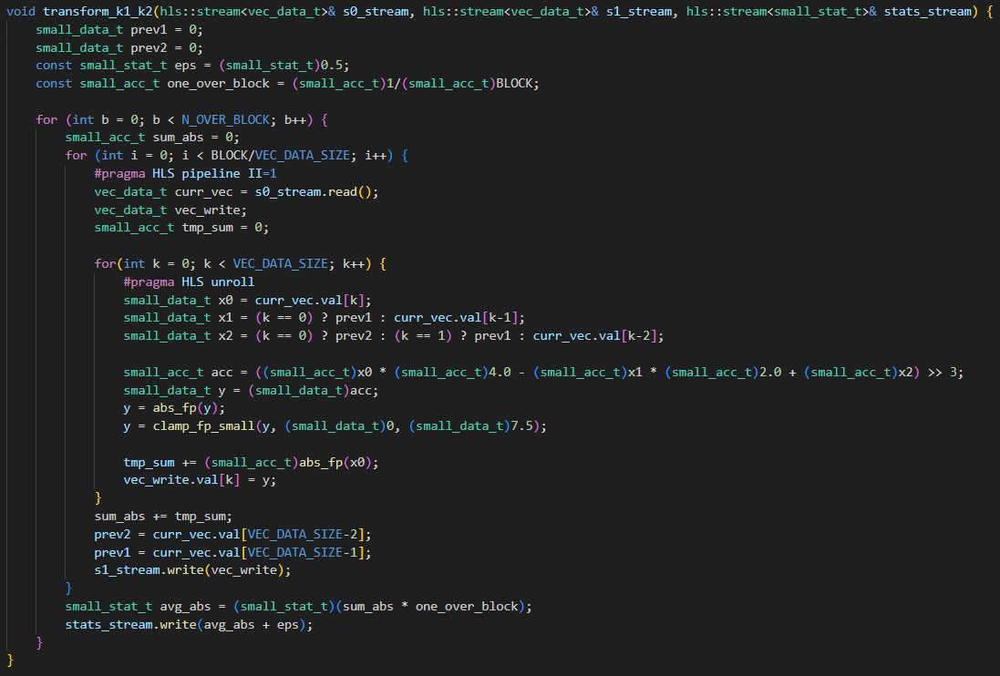 void transform_k1_k2(hls::stream<vec_data_t>& s0_stream, hls::stream<vec_data_t>& s1_stream, hls::stream<small_stat_t>& stats_stream) {
    small_data_t prev1 = 0;
    small_data_t prev2 = 0;
    const small_stat_t eps = (small_stat_t)0.5;
    const small_acc_t one_over_block = (small_acc_t)1/(small_acc_t)BLOCK;

    for (int b = 0; b < N_OVER_BLOCK; b++) {
        small_acc_t sum_abs = 0;
        for (int i = 0; i < BLOCK/VEC_DATA_SIZE; i++) {
            #pragma HLS pipeline II=1
            vec_data_t curr_vec = s0_stream.read();
            vec_data_t vec_write;
            small_acc_t tmp_sum = 0;

            for(int k = 0; k < VEC_DATA_SIZE; k++) {
                #pragma HLS unroll
                small_data_t x0 = curr_vec.val[k];
                small_data_t x1 = (k == 0) ? prev1 : curr_vec.val[k-1];
                small_data_t x2 = (k == 0) ? prev2 : (k == 1) ? prev1 : curr_vec.val[k-2];

                small_acc_t acc = ((small_acc_t)x0 * (small_acc_t)4.0 - (small_acc_t)x1 * (small_acc_t)2.0 + (small_acc_t)x2) >> 3;
                small_data_t y = (small_data_t)acc;
                y = abs_fp(y);
                y = clamp_fp_small(y, (small_data_t)0, (small_data_t)7.5);

                tmp_sum += (small_acc_t)abs_fp(x0);
                vec_write.val[k] = y;
            }
            sum_abs += tmp_sum;
            prev2 = curr_vec.val[VEC_DATA_SIZE-2];
            prev1 = curr_vec.val[VEC_DATA_SIZE-1];
            s1_stream.write(vec_write);
        }
        small_stat_t avg_abs = (small_stat_t)(sum_abs * one_over_block);
        stats_stream.write(avg_abs + eps);
    }
}